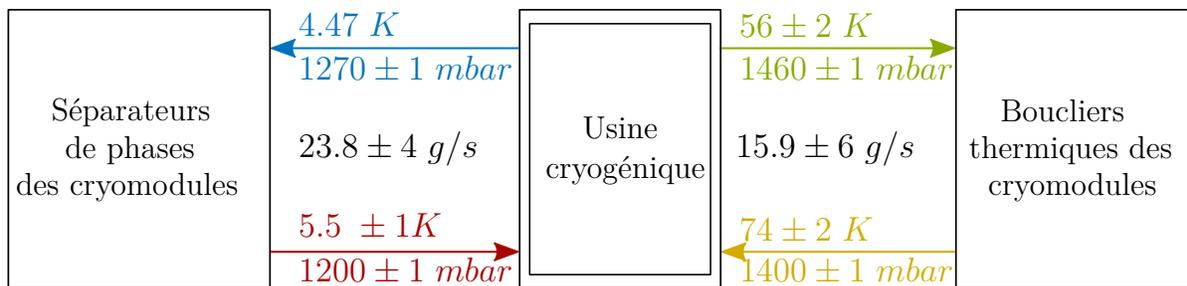 Séparateurs
de phases
des cryomodules
4.47 K
1270 ± 1 mbar
23.8 ± 4 g/s
5.5 ± 1K
1200 ± 1 mbar
Usine
cryogénique
56 ± 2 K
1460 ± 1 mbar
15.9 ± 6 g/s
74 ± 2 K
1400 ± 1 mbar
Boucliers
thermiques des
cryomodules